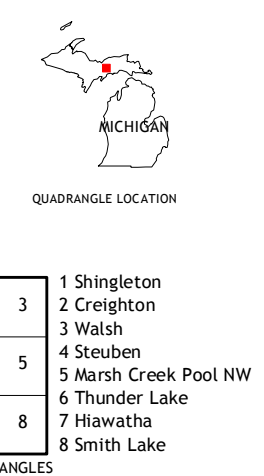 MICHIGAN
QUADRANGLE LOCATION
3
5
8
1 Shingleton
2 Creighton
3 Walsh
4 Steuben
5 Marsh Creek Pool NW
6 Thunder Lake
7 Hiawatha
8 Smith Lake
ANGLES